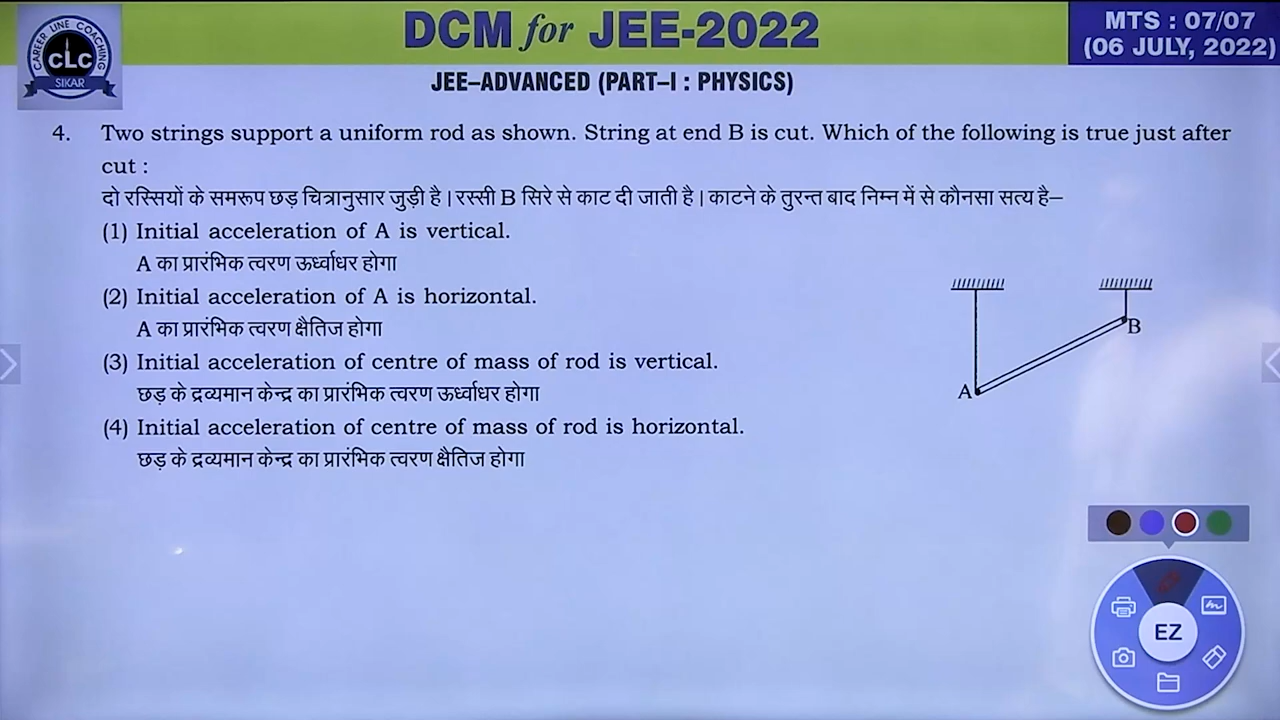 CAREER LINE COACHING
CLC
SIKAR
DCM for JEE-2022
MTS : 07/07
(06 JULY, 2022)
JEE–ADVANCED (PART–I : PHYSICS)
4. Two strings support a uniform rod as shown. String at end B is cut. Which of the following is true just after
cut :
दो रस्सियों के समरूप छड़ चित्रानुसार जुड़ी है। रस्सी B सिरे से काट दी जाती है। काटने के तुरन्त बाद निम्न में से कौनसा सत्य है–
(1) Initial acceleration of A is vertical.
A का प्रारंभिक त्वरण ऊर्ध्वाधर होगा
(2) Initial acceleration of A is horizontal.
A का प्रारंभिक त्वरण क्षैतिज होगा
(3) Initial acceleration of centre of mass of rod is vertical.
छड़ के द्रव्यमान केन्द्र का प्रारंभिक त्वरण ऊर्ध्वाधर होगा
(4) Initial acceleration of centre of mass of rod is horizontal.
छड़ के द्रव्यमान केन्द्र का प्रारंभिक त्वरण क्षैतिज होगा
B
A
EZ